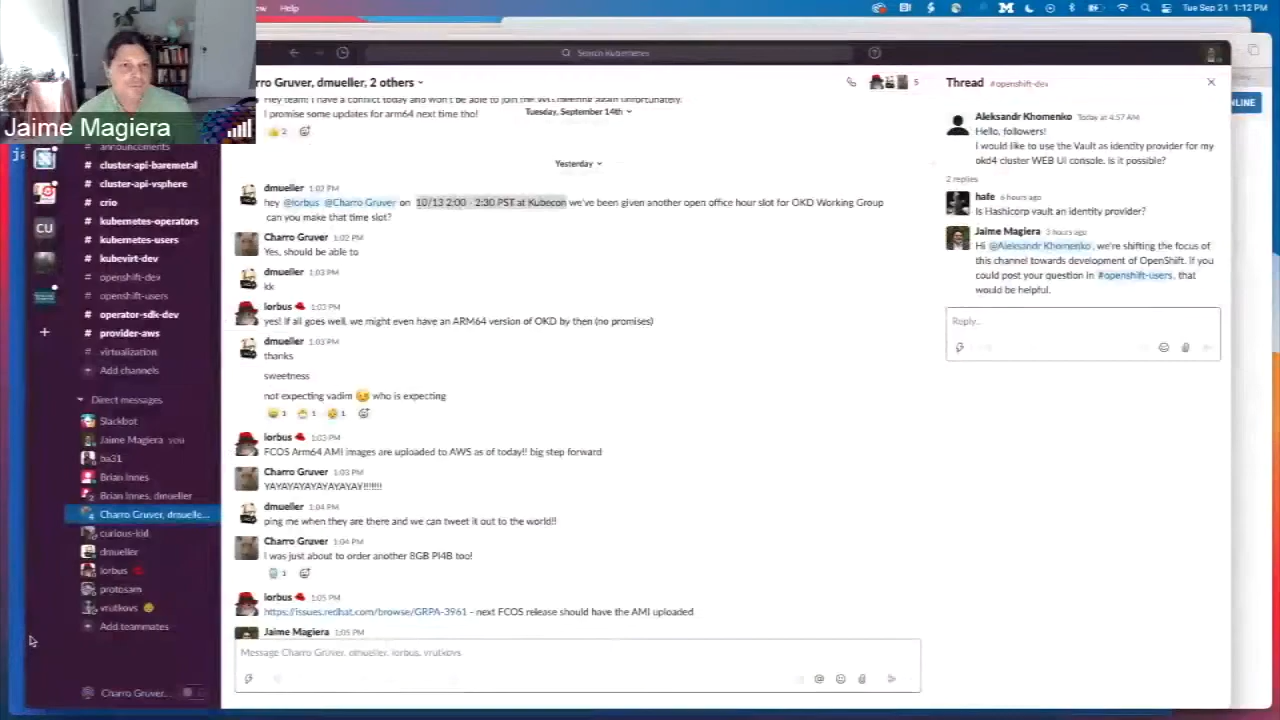 Help
Tue Sep 21 1:12 PM
Jaime Magiera
Search Kubernetes
announcements
# cluster-api-baremetal
# cluster-api-vsphere
# crio
# kubernetes-operators
# kubernetes-users
# kubevirt-dev
# openshift-dev
# openshift-users
# operator-sdk-dev
# provider-aws
# virtualization
Add channels
CU
Direct messages
Slackbot
Jaime Magiera you
ba31
Brian Innes
Brian Innes, dmueller
Charro Gruver, dmuelle...
curious-kid
dmueller
lorbus
protosam
vrutkovs
Add teammates
Charro Gruver,...
rro Gruver, dmueller, 2 others
5
Hey team! I have a conflict today and won't be able to join the WG meeting again unfortunately.
Tuesday, September 14th
I promise some updates for arm64 next time tho!
2
Yesterday
dmueller 1:02 PM
hey @lorbus @Charro Gruver on 10/13 2:00 - 2:30 PST at Kubecon we've been given another open office hour slot for OKD Working Group
can you make that time slot?
Charro Gruver 1:02 PM
Yes, should be able to
dmueller 1:03 PM
kk
lorbus 1:03 PM
yes! If all goes well, we might even have an ARM64 version of OKD by then (no promises)
dmueller 1:03 PM
thanks
sweetness
not expecting vadim who is expecting
1 1 1
lorbus 1:03 PM
FCOS Arm64 AMI images are uploaded to AWS as of today!! big step forward
Charro Gruver 1:03 PM
YAYAYAYAYAYAYAY!!!!!!!
dmueller 1:04 PM
ping me when they are there and we can tweet it out to the world!!
Charro Gruver 1:04 PM
I was just about to order another 8GB PI4B too!
1
lorbus 1:05 PM
https://issues.redhat.com/browse/GRPA-3961 - next FCOS release should have the AMI uploaded
Jaime Magiera 1:05 PM
Message Charro Gruver, dmueller, lorbus, vrutkovs
Thread #openshift-dev
Aleksandr Khomenko Today at 4:57 AM
Hello, followers!
I would like to use the Vault as identity provider for my
okd4 cluster WEB UI console. Is it possible?
2 replies
hafe 6 hours ago
Is Hashicorp vault an identity provider?
Jaime Magiera 3 hours ago
Hi @Aleksandr Khomenko, we're shifting the focus of
this channel towards development of OpenShift. If you
could post your question in #openshift-users, that
would be helpful.
Reply...
NLINE